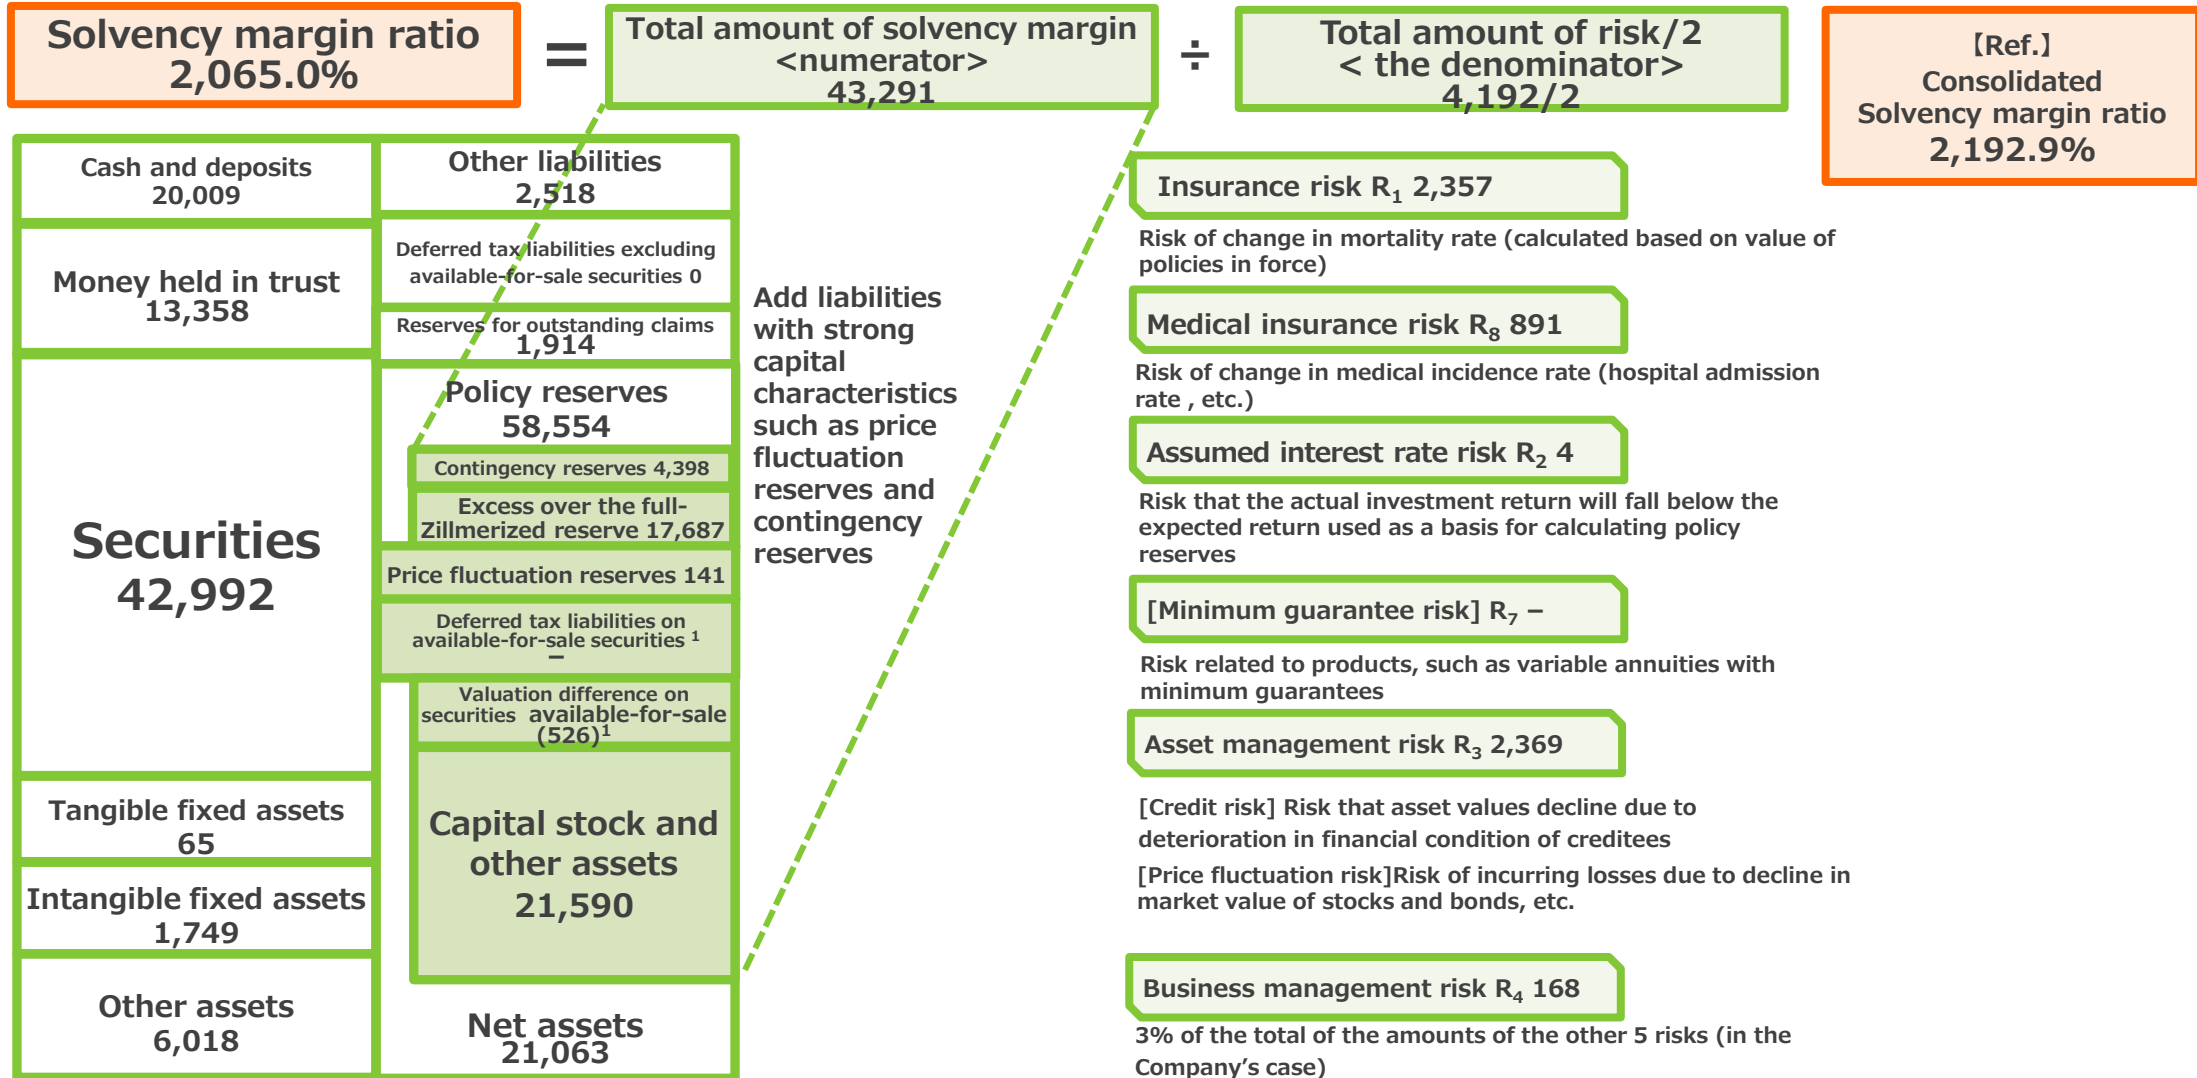 Solvency margin ratio
2,065.0%
=
Total amount of solvency margin
<numerator>
43,291
÷
Total amount of risk/2
< the denominator>
4,192/2
【Ref.】
Consolidated
Solvency margin ratio
2,192.9%
Cash and deposits
20,009
Money held in trust
13,358
Securities
42,992
Tangible fixed assets
65
Intangible fixed assets
1,749
Other assets
6,018
Other liabilities
2,518
Deferred tax liabilities excluding
available-for-sale securities 0
Reserves for outstanding claims
1,914
Policy reserves
58,554
Contingency reserves 4,398
Excess over the full-
Zillmerized reserve 17,687
Price fluctuation reserves 141
Deferred tax liabilities on
available-for-sale securities ¹
–
Valuation difference on
securities available-for-sale
(526)¹
Capital stock and
other assets
21,590
Net assets
21,063
Add liabilities
with strong
capital
characteristics
such as price
fluctuation
reserves and
contingency
reserves
Insurance risk R₁ 2,357
Risk of change in mortality rate (calculated based on value of
policies in force)
Medical insurance risk R₈ 891
Risk of change in medical incidence rate (hospital admission
rate , etc.)
Assumed interest rate risk R₂ 4
Risk that the actual investment return will fall below the
expected return used as a basis for calculating policy
reserves
[Minimum guarantee risk] R₇ –
Risk related to products, such as variable annuities with
minimum guarantees
Asset management risk R₃ 2,369
[Credit risk] Risk that asset values decline due to
deterioration in financial condition of creditees
[Price fluctuation risk]Risk of incurring losses due to decline in
market value of stocks and bonds, etc.
Business management risk R₄ 168
3% of the total of the amounts of the other 5 risks (in the
Company’s case)